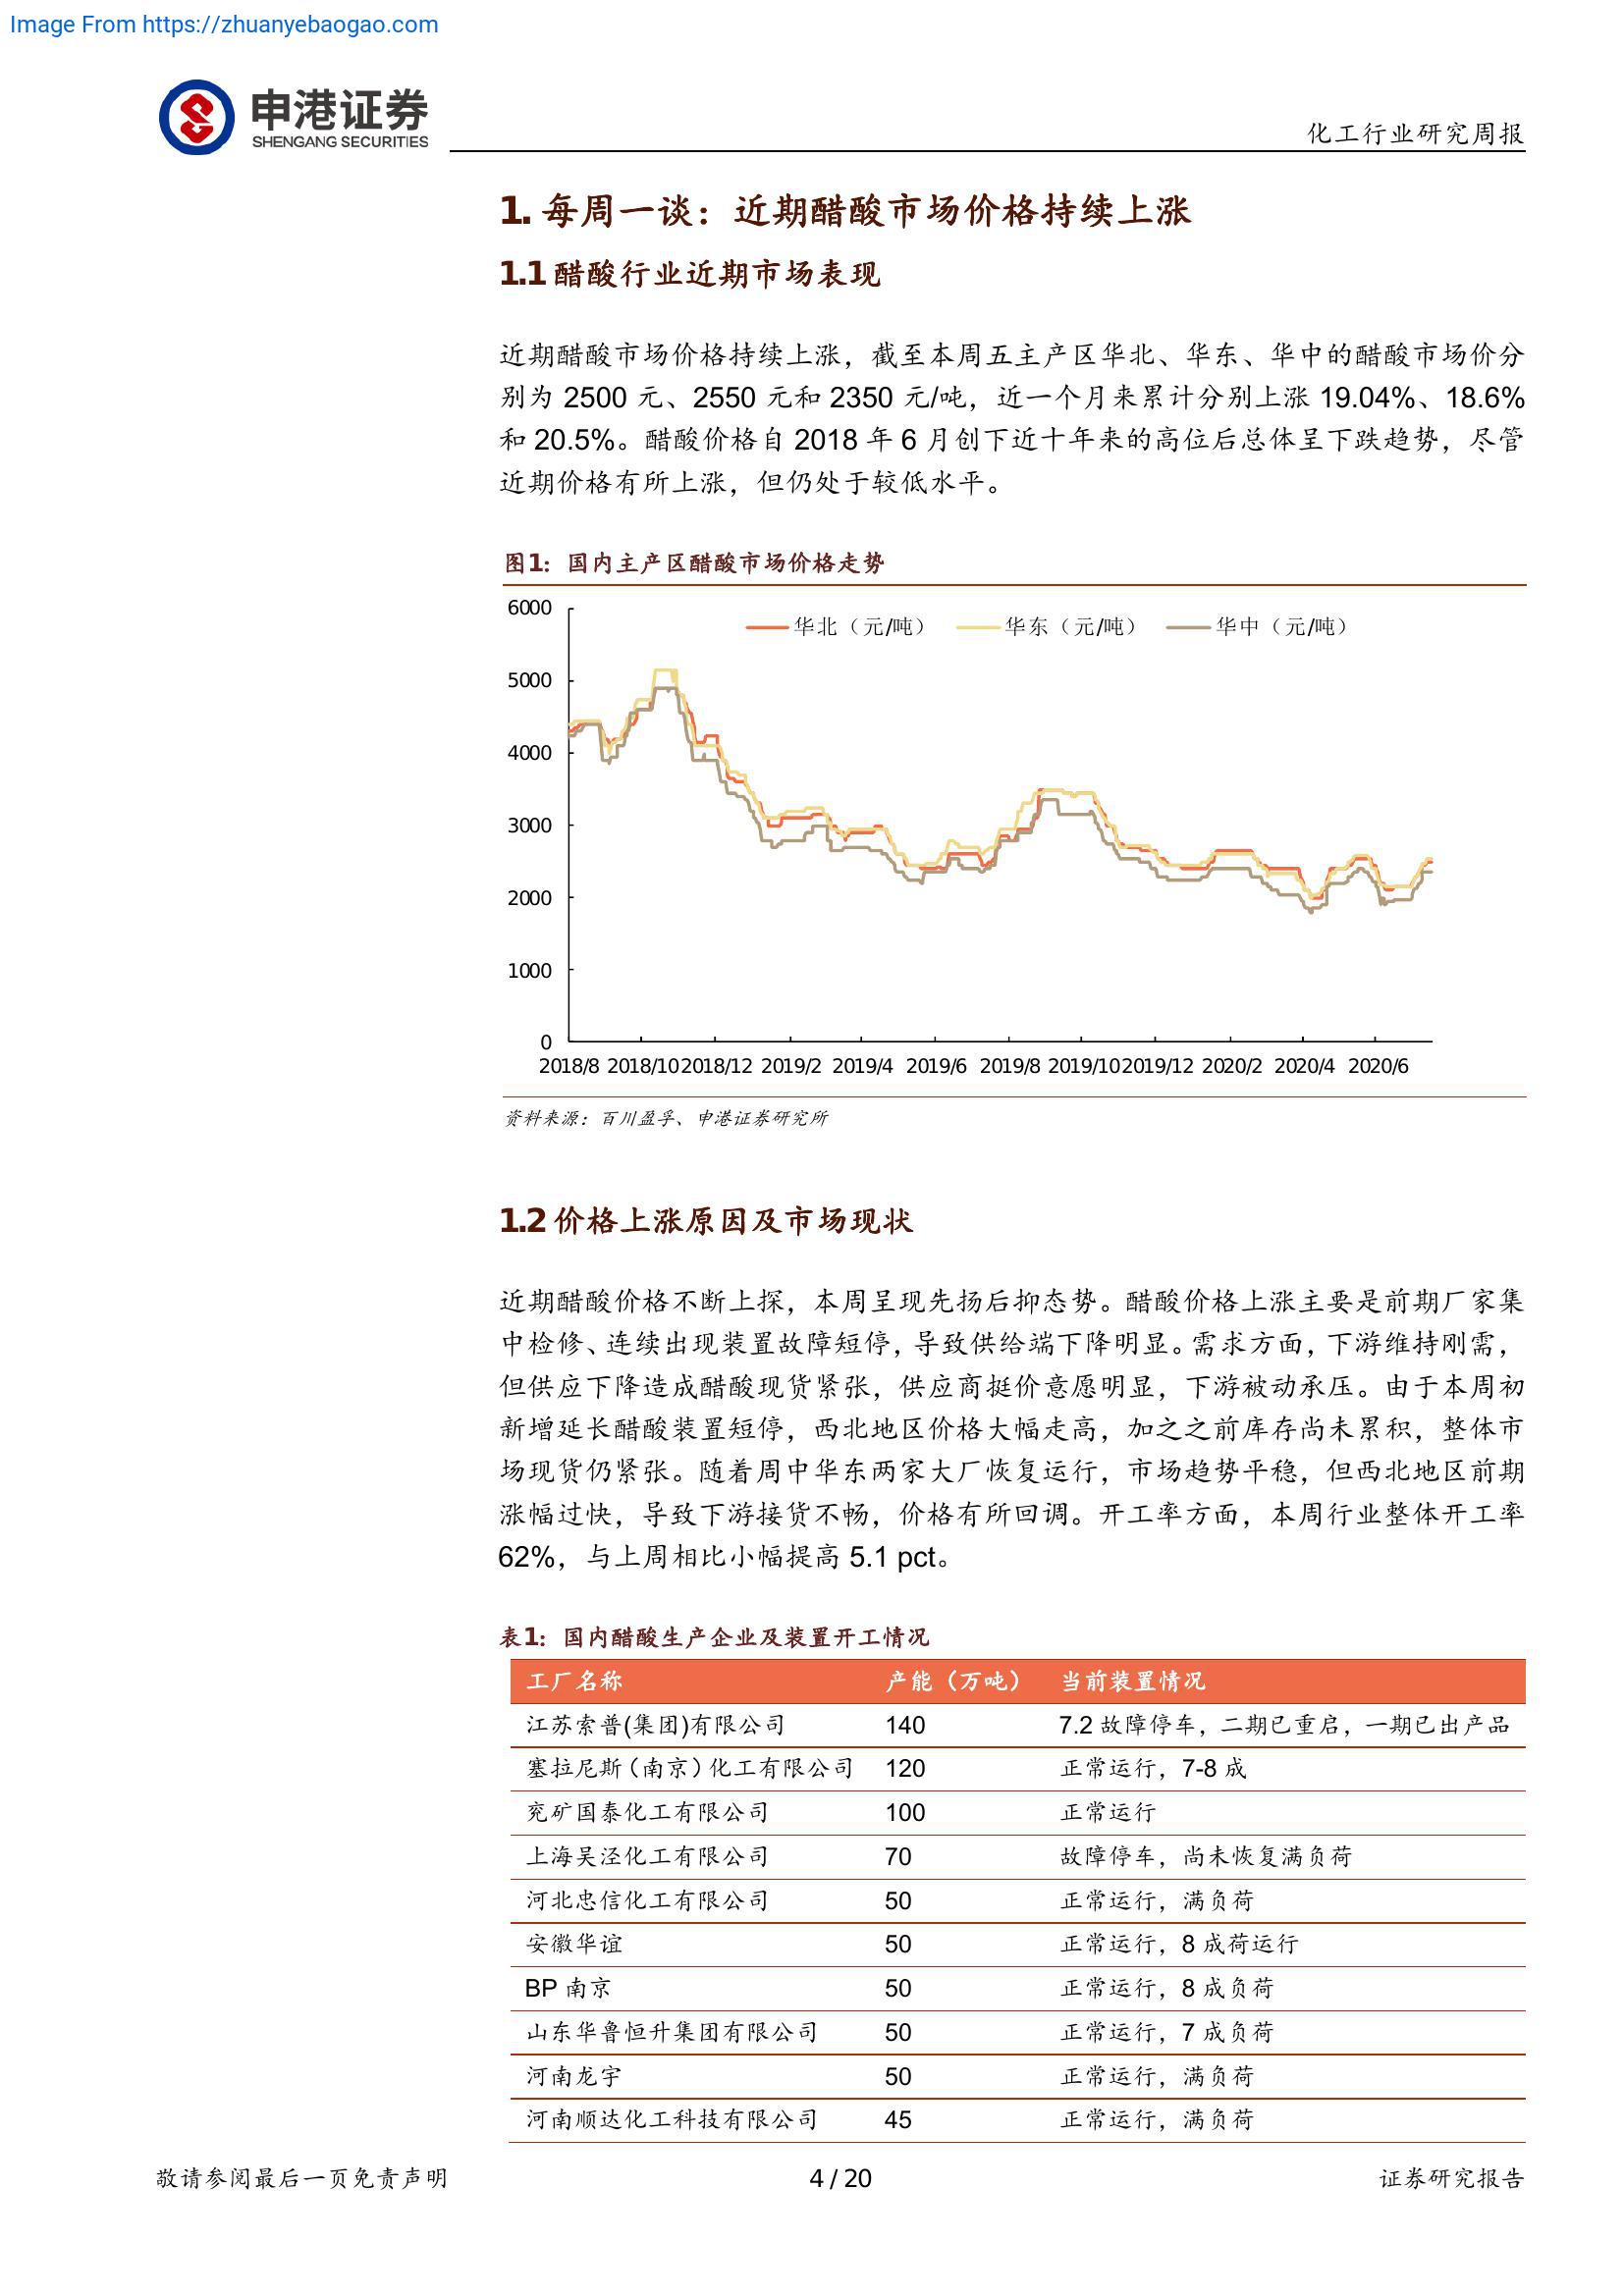 Image From https://zhuanyebaogao.com
申港证券
SHENGANG SECURITIES
化工行业研究周报
1. 每周一谈：近期醋酸市场价格持续上涨
1.1 醋酸行业近期市场表现
近期醋酸市场价格持续上涨，截至本周五主产区华北、华东、华中的醋酸市场价分
别为 2500 元、2550 元和 2350 元/吨，近一个月来累计分别上涨 19.04%、18.6%
和 20.5%。醋酸价格自 2018 年 6 月创下近十年来的高位后总体呈下跌趋势，尽管
近期价格有所上涨，但仍处于较低水平。
图1：国内主产区醋酸市场价格走势
华北（元/吨） 华东（元/吨） 华中（元/吨）
6000
5000
4000
3000
2000
1000
0
2018/8 2018/10 2018/12 2019/2 2019/4 2019/6 2019/8 2019/10 2019/12 2020/2 2020/4 2020/6
资料来源：百川盈孚、申港证券研究所
1.2 价格上涨原因及市场现状
近期醋酸价格不断上探，本周呈现先扬后抑态势。醋酸价格上涨主要是前期厂家集
中检修、连续出现装置故障短停，导致供给端下降明显。需求方面，下游维持刚需，
但供应下降造成醋酸现货紧张，供应商挺价意愿明显，下游被动承压。由于本周初
新增延长醋酸装置短停，西北地区价格大幅走高，加之之前库存尚未累积，整体市
场现货仍紧张。随着周中华东两家大厂恢复运行，市场趋势平稳，但西北地区前期
涨幅过快，导致下游接货不畅，价格有所回调。开工率方面，本周行业整体开工率
62%，与上周相比小幅提高 5.1 pct。
表1：国内醋酸生产企业及装置开工情况
工厂名称 产能（万吨） 当前装置情况
江苏索普(集团)有限公司 140 7.2 故障停车，二期已重启，一期已出产品
塞拉尼斯（南京）化工有限公司 120 正常运行，7-8 成
兖矿国泰化工有限公司 100 正常运行
上海吴泾化工有限公司 70 故障停车，尚未恢复满负荷
河北忠信化工有限公司 50 正常运行，满负荷
安徽华谊 50 正常运行，8 成荷运行
BP 南京 50 正常运行，8 成负荷
山东华鲁恒升集团有限公司 50 正常运行，7 成负荷
河南龙宇 50 正常运行，满负荷
河南顺达化工科技有限公司 45 正常运行，满负荷
敬请参阅最后一页免责声明
4 / 20
证券研究报告